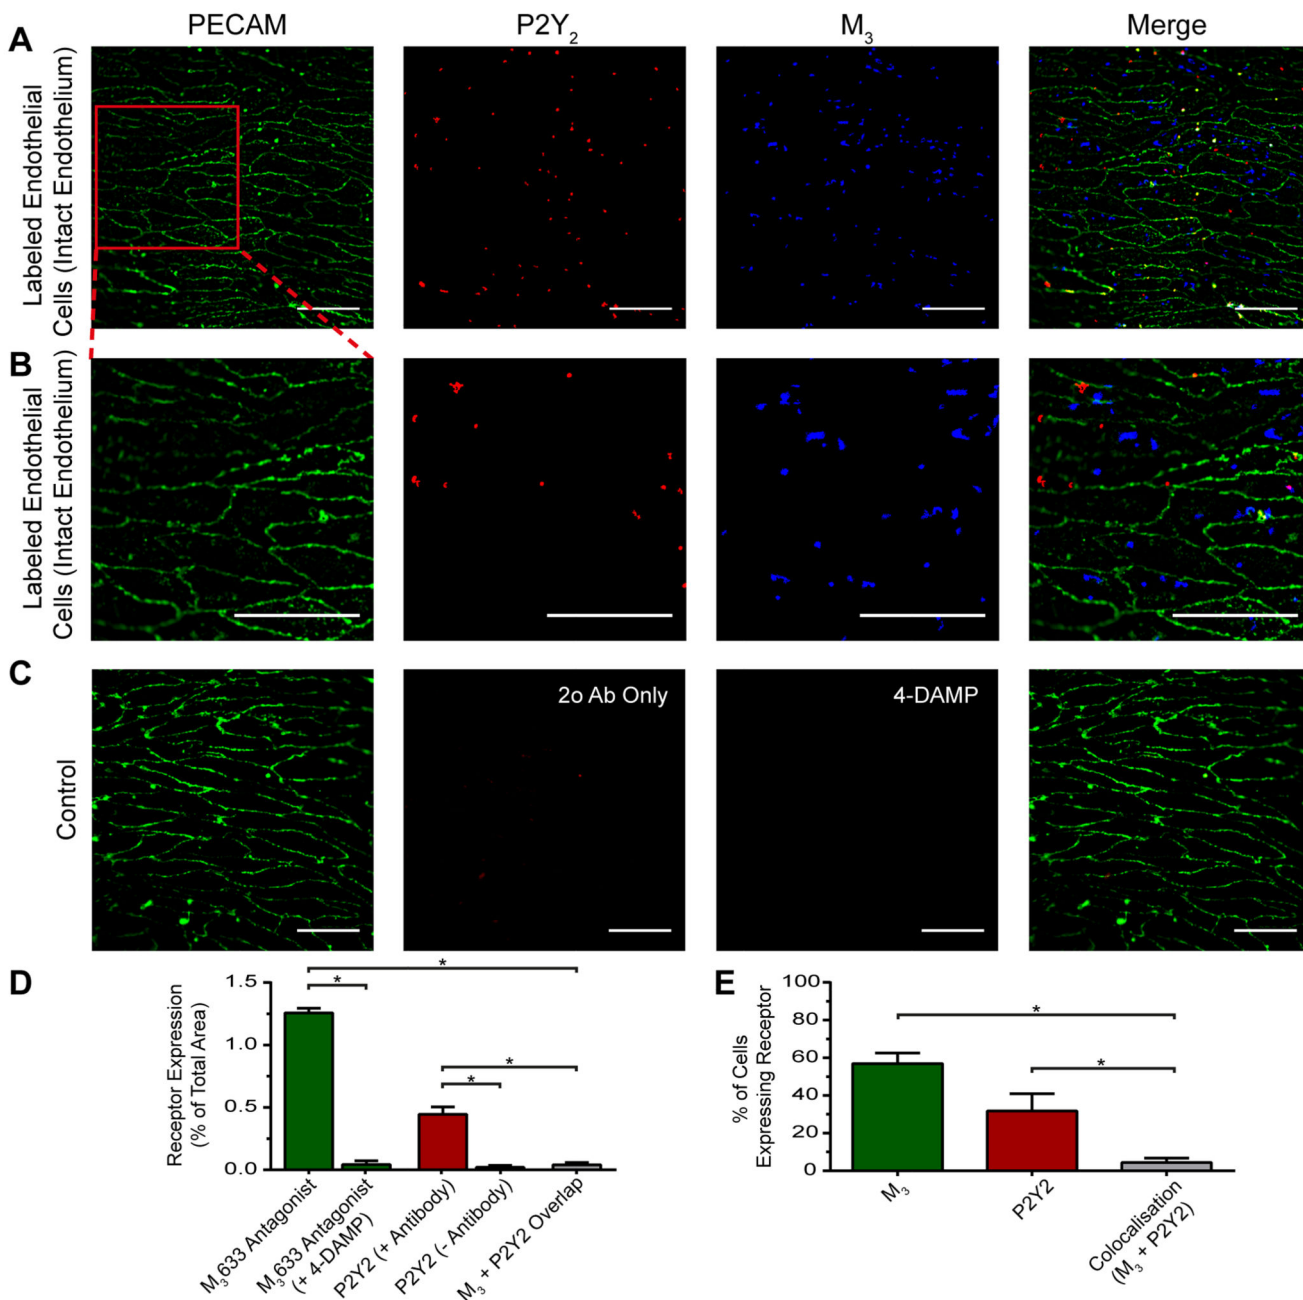 PECAM
P2Y₂
M₃
Merge
A
Labeled Endothelial
Cells (Intact Endothelium)
B
Labeled Endothelial
Cells (Intact Endothelium)
C
Control
2o Ab Only
4-DAMP
D
Receptor Expression
(% of Total Area)
1.5
1.0
0.5
0.0
*
*
*
*
M₃633 Antagonist
M₃633 Antagonist
(+ 4-DAMP)
P2Y2 (+ Antibody)
P2Y2 (- Antibody)
M₃ + P2Y2 Overlap
E
% of Cells
Expressing Receptor
100
80
60
40
20
0
*
*
M₃
P2Y2
Colocalisation
(M₃ + P2Y2)